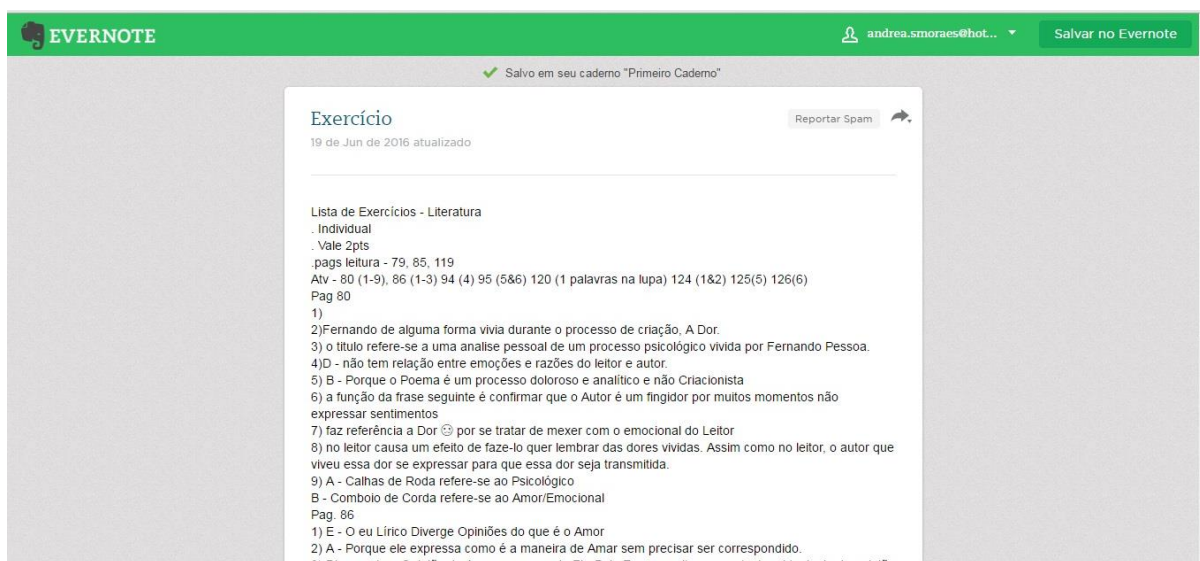 EVERNOTE
andrea.smoraes@hot...
Salvar no Evernote
Salvo em seu caderno "Primeiro Caderno"
Exercício
Reportar Spam
19 de Jun de 2016 atualizado
Lista de Exercícios - Literatura
. Individual
. Vale 2pts
.pags leitura - 79, 85, 119
Atv - 80 (1-9), 86 (1-3) 94 (4) 95 (5&6) 120 (1 palavras na lupa) 124 (1&2) 125(5) 126(6)
Pag 80
1)
2)Fernando de alguma forma vivia durante o processo de criação, A Dor.
3) o titulo refere-se a uma analise pessoal de um processo psicológico vivida por Fernando Pessoa.
4)D - não tem relação entre emoções e razões do leitor e autor.
5) B - Porque o Poema é um processo doloroso e analítico e não Criacionista
6) a função da frase seguinte é confirmar que o Autor é um fingidor por muitos momentos não
expressar sentimentos
7) faz referência a Dor por se tratar de mexer com o emocional do Leitor
8) no leitor causa um efeito de faze-lo quer lembrar das dores vividas. Assim como no leitor, o autor que
viveu essa dor se expressar para que essa dor seja transmitida.
9) A - Calhas de Roda refere-se ao Psicológico
B - Comboio de Corda refere-se ao Amor/Emocional
Pag. 86
1) E - O eu Lírico Diverge Opiniões do que é o Amor
2) A - Porque ele expressa como é a maneira de Amar sem precisar ser correspondido.